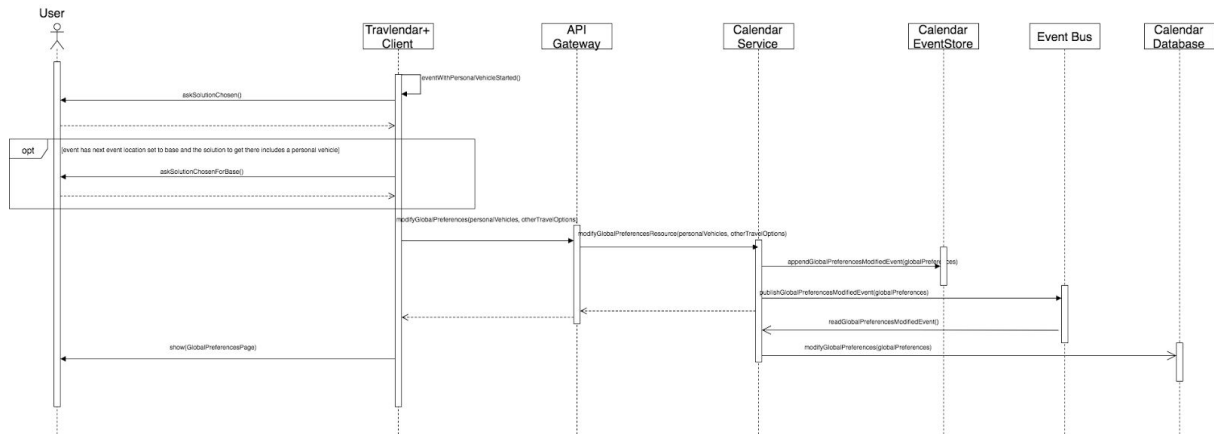 User
Travlendar+
Client
API
Gateway
Calendar
Service
Calendar
EventStore
Event Bus
Calendar
Database
eventWithPersonalVehicleStarted()
askSolutionChosen()
opt
[event has next event location set to base and the solution to get there includes a personal vehicle]
askSolutionChosenForBase()
modifyGlobalPreferences(personalVehicles, otherTravelOptions)
modifyGlobalPreferencesResource(personalVehicles, otherTravelOptions)
appendGlobalPreferencesModifiedEvent(globalPreferences)
publishGlobalPreferencesModifiedEvent(globalPreferences)
readGlobalPreferencesModifiedEvent()
show(GlobalPreferencesPage)
modifyGlobalPreferences(globalPreferences)